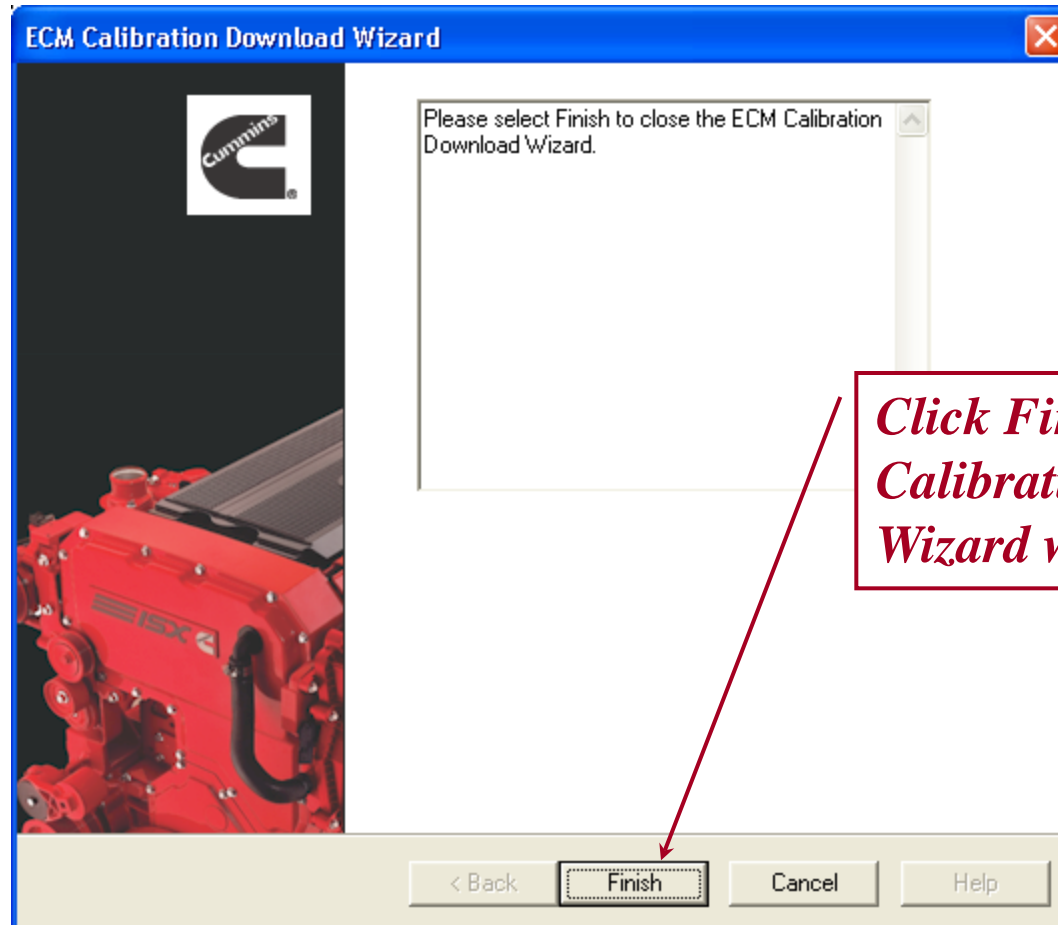 ECM Calibration Download Wizard
Cummins
®
Please select Finish to close the ECM Calibration
Download Wizard.
Click Fi
Calibrat
Wizard
ISX
< Back
Finish
Cancel
Help